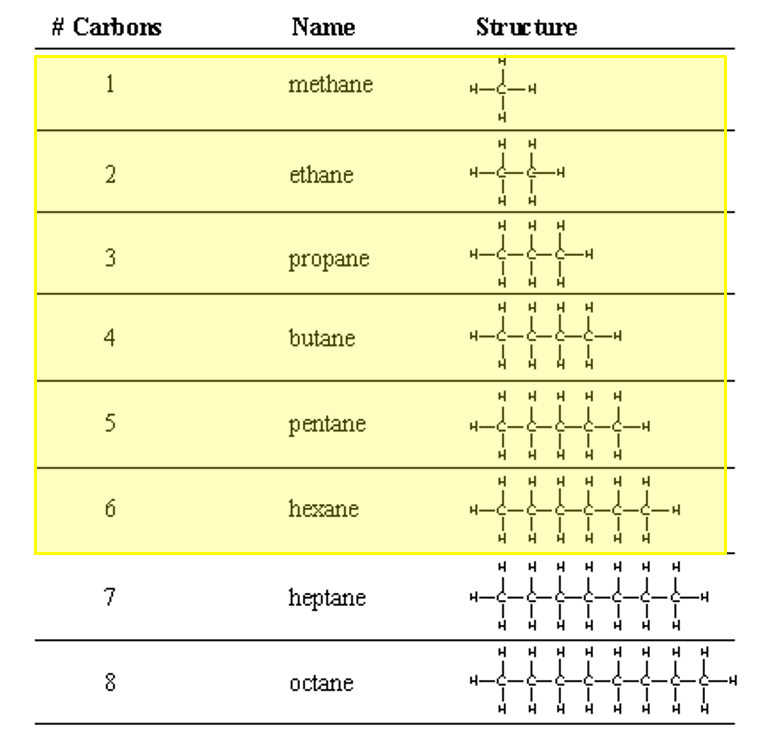 # Carbons Name Structure
H
1 methane H C H
H
H H
2 ethane H C C H
H H
H H H
3 propane H C C C H
H H H
H H H H
4 butane H C C C C H
H H H H
H H H H H
5 pentane H C C C C C H
H H H H H
H H H H H H
6 hexane H C C C C C C H
H H H H H H
H H H H H H H
7 heptane H C C C C C C C H
H H H H H H H
H H H H H H H H
8 octane H C C C C C C C C H
H H H H H H H H